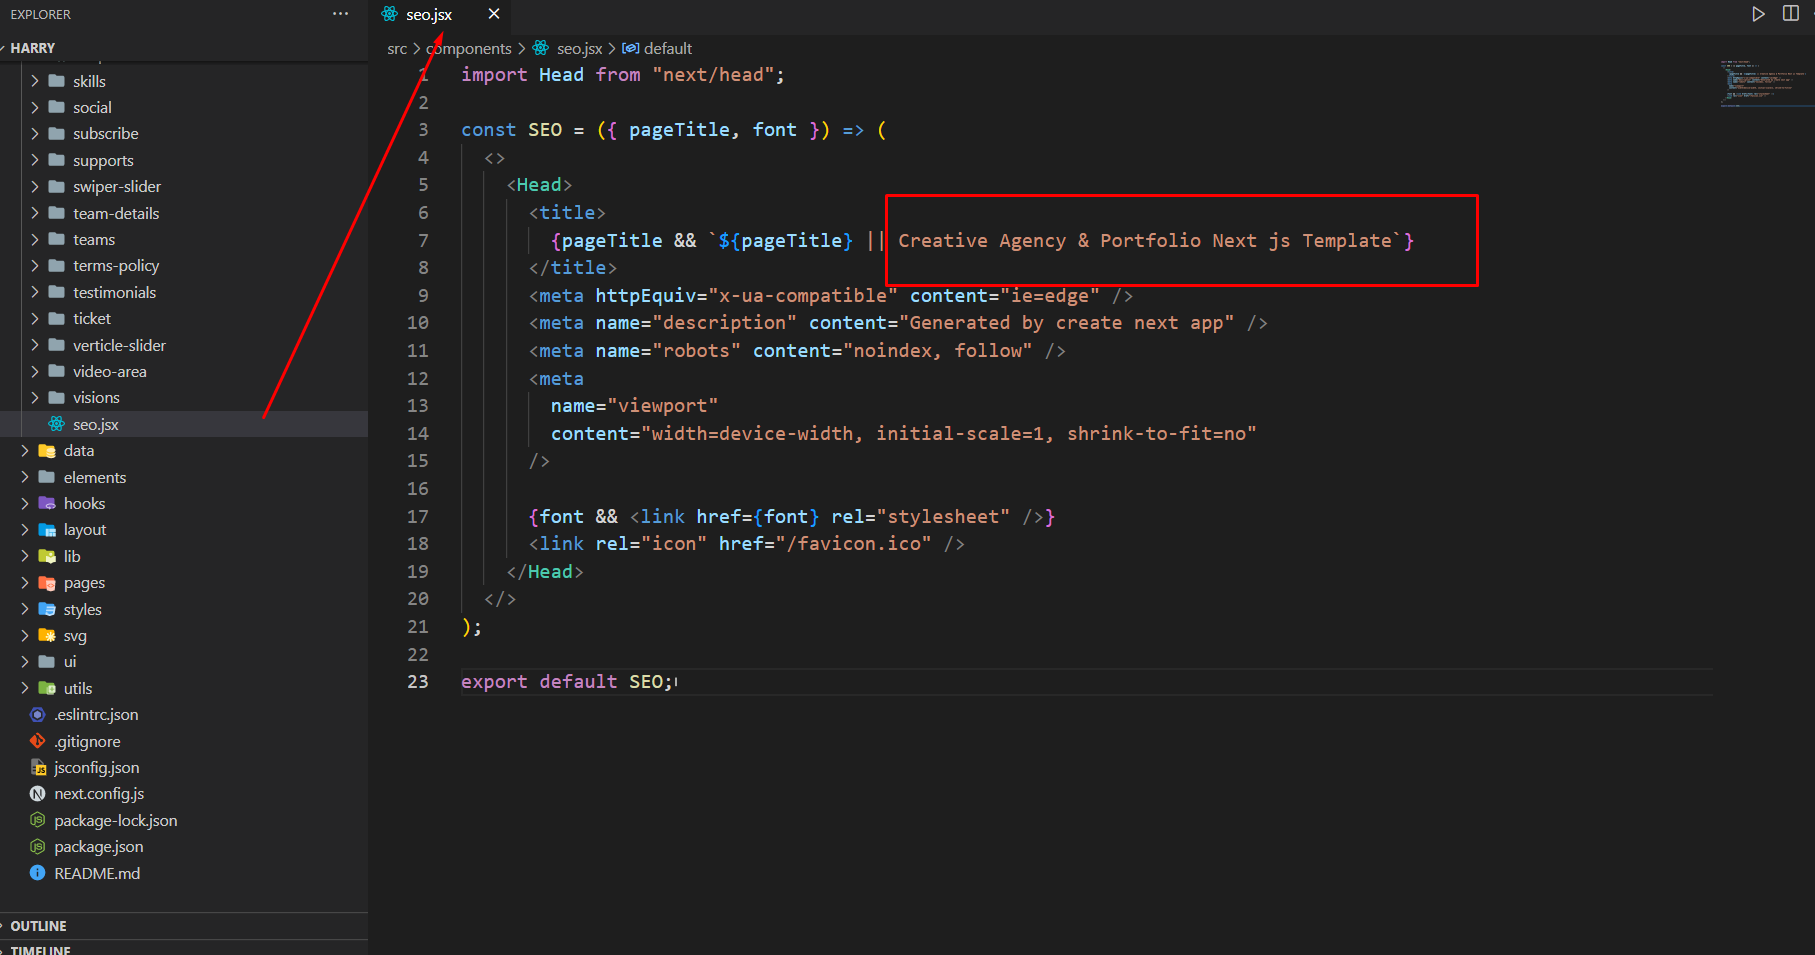 EXPLORER
···
HARRY
skills
social
subscribe
supports
swiper-slider
team-details
teams
terms-policy
testimonials
ticket
verticle-slider
video-area
visions
seo.jsx
data
elements
hooks
layout
lib
pages
styles
svg
ui
utils
.eslintrc.json
.gitignore
jsconfig.json
next.config.js
package-lock.json
package.json
README.md
OUTLINE
TIMELINE
seo.jsx
src > components > seo.jsx > default
1 import Head from "next/head";
2
3 const SEO = ({ pageTitle, font }) => (
4 <>
5 <Head>
6 <title>
7 {pageTitle && `${pageTitle} || Creative Agency & Portfolio Next js Template`}
8 </title>
9 <meta httpEquiv="x-ua-compatible" content="ie=edge" />
10 <meta name="description" content="Generated by create next app" />
11 <meta name="robots" content="noindex, follow" />
12 <meta
13 name="viewport"
14 content="width=device-width, initial-scale=1, shrink-to-fit=no"
15 />
16
17 {font && <link href={font} rel="stylesheet" />}
18 <link rel="icon" href="/favicon.ico" />
19 </Head>
20 </>
21 );
22
23 export default SEO;